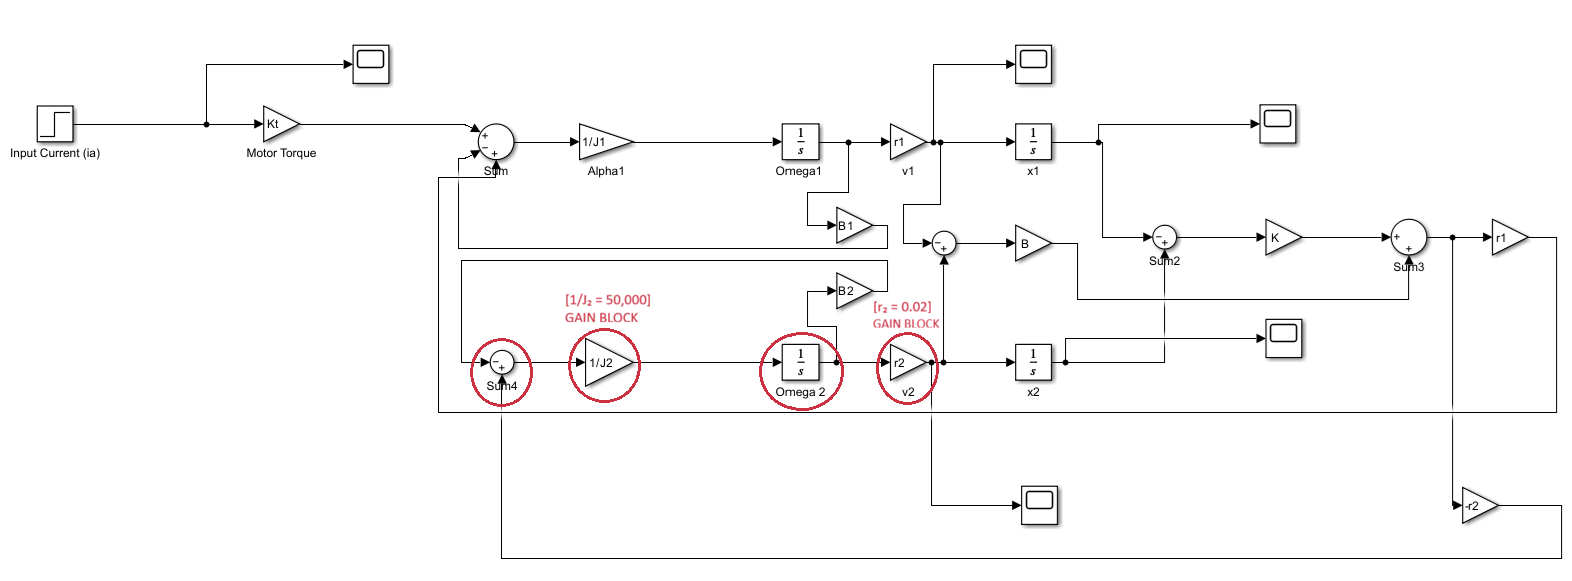 Input Current (ia)
Kt
Motor Torque
+
−
+
Sum
1/J1
Alpha1
1
s
Omega1
r1
v1
1
s
x1
B1
−
+
B
−
+
Sum2
K
+
+
Sum3
r1
B2
[1/J₂ = 50,000]
GAIN BLOCK
[r₂ = 0.02]
GAIN BLOCK
−
+
Sum4
1/J2
1
s
Omega 2
r2
v2
1
s
x2
-r2